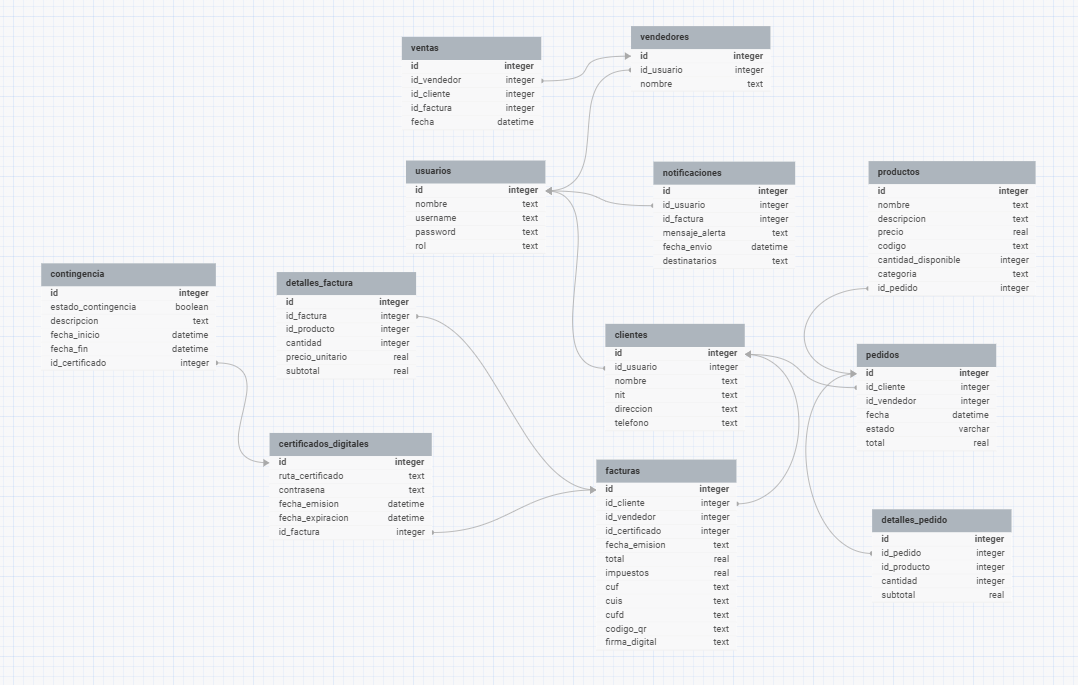 ventas
id integer
id_vendedor integer
id_cliente integer
id_factura integer
fecha datetime
vendedores
id integer
id_usuario integer
nombre text
usuarios
id integer
nombre text
username text
password text
rol text
notificaciones
id integer
id_usuario integer
id_factura integer
mensaje_alerta text
fecha_envio datetime
destinatarios text
productos
id integer
nombre text
descripcion text
precio real
codigo text
cantidad_disponible integer
categoria text
id_pedido integer
contingencia
id integer
estado_contingencia boolean
descripcion text
fecha_inicio datetime
fecha_fin datetime
id_certificado integer
detalles_factura
id integer
id_factura integer
id_producto integer
cantidad integer
precio_unitario real
subtotal real
clientes
id integer
id_usuario integer
nombre text
nit text
direccion text
telefono text
pedidos
id integer
id_cliente integer
id_vendedor integer
fecha datetime
estado varchar
total real
certificados_digitales
id integer
ruta_certificado text
contrasena text
fecha_emision datetime
fecha_expiracion datetime
id_factura integer
facturas
id integer
id_cliente integer
id_vendedor integer
id_certificado integer
fecha_emision text
total real
impuestos real
cuf text
cuis text
cufd text
codigo_qr text
firma_digital text
detalles_pedido
id integer
id_pedido integer
id_producto integer
cantidad integer
subtotal real